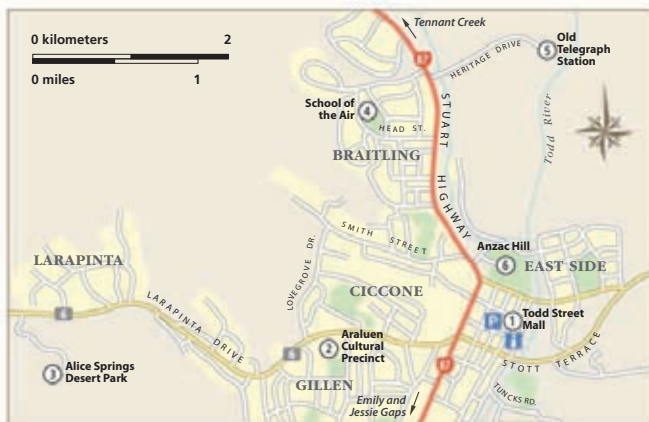 0 kilometers 2
0 miles 1
Tennant Creek
87
HERITAGE DRIVE
5
Old
Telegraph
Station
School of
the Air
4
HEAD ST.
BRAITLING
STUART HIGHWAY
Todd River
SMITH STREET
LOVEGROVE DR.
Anzac Hill
6
EAST SIDE
LARAPINTA
CICCONE
6
LARAPINTA DRIVE
P
1
Todd Street
Mall
i
6
2
Araluen
Cultural
Precinct
STOTT TERRACE
3
Alice Springs
Desert Park
87
GILLEN
Emily and
Jessie Gaps
TUNCKS RD.